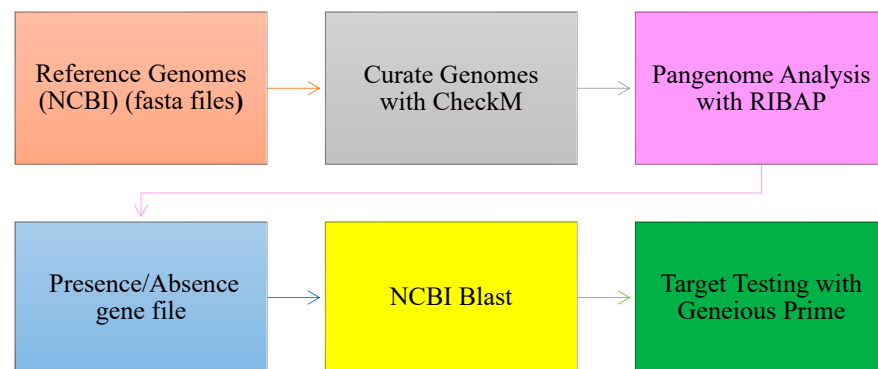 Reference Genomes
(NCBI) (fasta files)
Curate Genomes
with CheckM
Pangenome Analysis
with RIBAP
Presence/Absence
gene file
NCBI Blast
Target Testing with
Geneious Prime